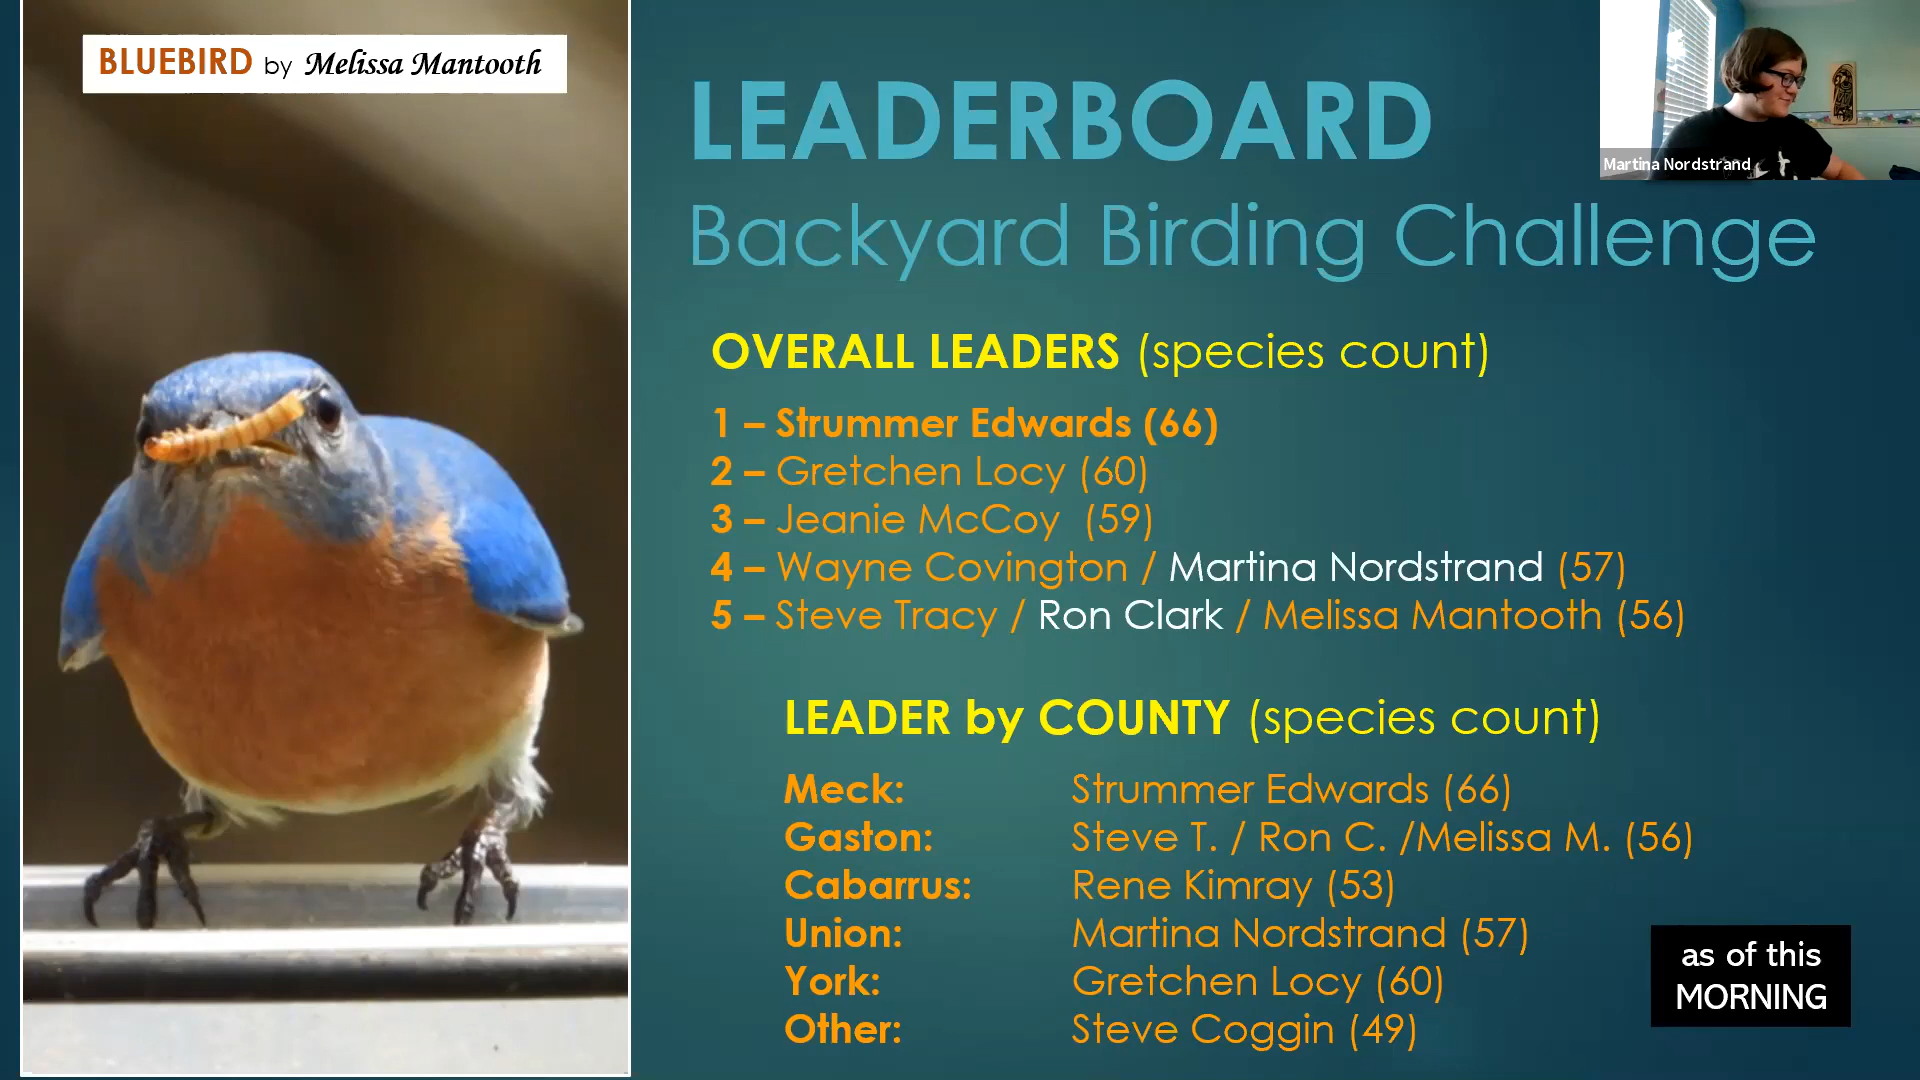 BLUEBIRD by Melissa Mantooth
LEADERBOARD
Backyard Birding Challenge
Martina Nordstrand
OVERALL LEADERS (species count)
1 – Strummer Edwards (66)
2 – Gretchen Locy (60)
3 – Jeanie McCoy (59)
4 – Wayne Covington / Martina Nordstrand (57)
5 – Steve Tracy / Ron Clark / Melissa Mantooth (56)
LEADER by COUNTY (species count)
Meck: Strummer Edwards (66)
Gaston: Steve T. / Ron C. /Melissa M. (56)
Cabarrus: Rene Kimray (53)
Union: Martina Nordstrand (57)
York: Gretchen Locy (60)
Other: Steve Coggin (49)
as of this
MORNING